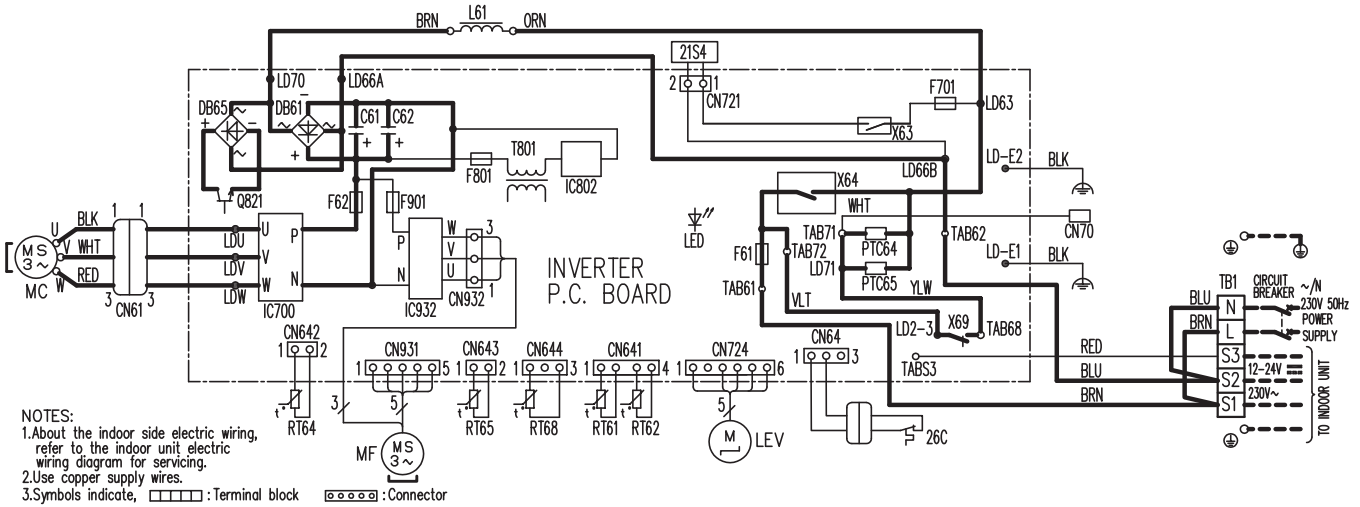 BRN L61 ORN
21S4
LD70 LD66A
2 1
CN721
F701
LD63
DB65 DB61 C61 C62
+ ~ − ~
− ~ + ~
+ +
X63
T801
F801
IC802
LD66B
LD-E2 BLK
Q821
F62 F901
X64
WHT
LED
TAB71
CN70
PTC64
TAB62
F61
TAB72
LD71
PTC65
LD-E1 BLK
TAB61
VLT
YLW
U BLK 1 1
MS 3~
V WHT
W RED
3 3
MC
CN61
LDU
LDV
LDW
U P
V
W N
IC700
P
N
IC932
W 3
V
U 1
CN932
INVERTER
P.C. BOARD
LD2-3 X69 TAB68
TB1
CIRCUIT
BREAKER
~/N
230V 50Hz
POWER
SUPPLY
BLU N
BRN L
S3
S2
S1
12-24V
230V~
TO INDOOR UNIT
RED
BLU
BRN
TABS3
CN642
1 2
CN931
1 5
CN643
1 2
CN644
1 3
CN641
1 4
CN724
1 6
CN64
1 3
t°
RT64
3
5
t°
RT65
t°
RT68
t°
RT61
t°
RT62
5
M
LEV
26C
MF
MS 3~
NOTES:
1.About the indoor side electric wiring,
refer to the indoor unit electric
wiring diagram for servicing.
2.Use copper supply wires.
3.Symbols indicate, :Terminal block :Connector